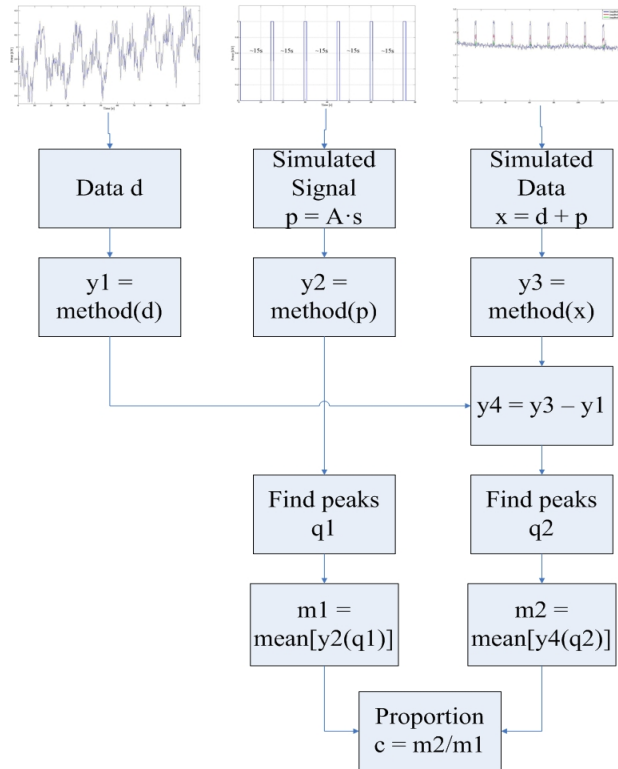 ~15s ~15s ~15s ~15s ~15s
Data d
Simulated
Signal
p = A·s
Simulated
Data
x = d + p
y1 =
method(d)
y2 =
method(p)
y3 =
method(x)
y4 = y3 – y1
Find peaks
q1
Find peaks
q2
m1 =
mean[y2(q1)]
m2 =
mean[y4(q2)]
Proportion
c = m2/m1